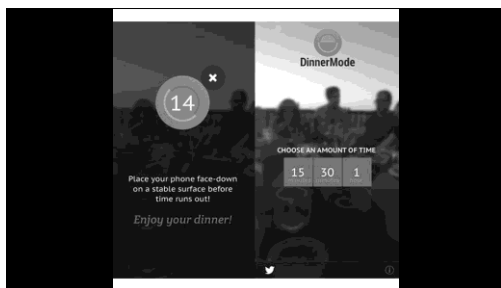 14
Place your phone face-down
on a stable surface before
time runs out!
Enjoy your dinner!
DinnerMode
CHOOSE AN AMOUNT OF TIME
15 30 1